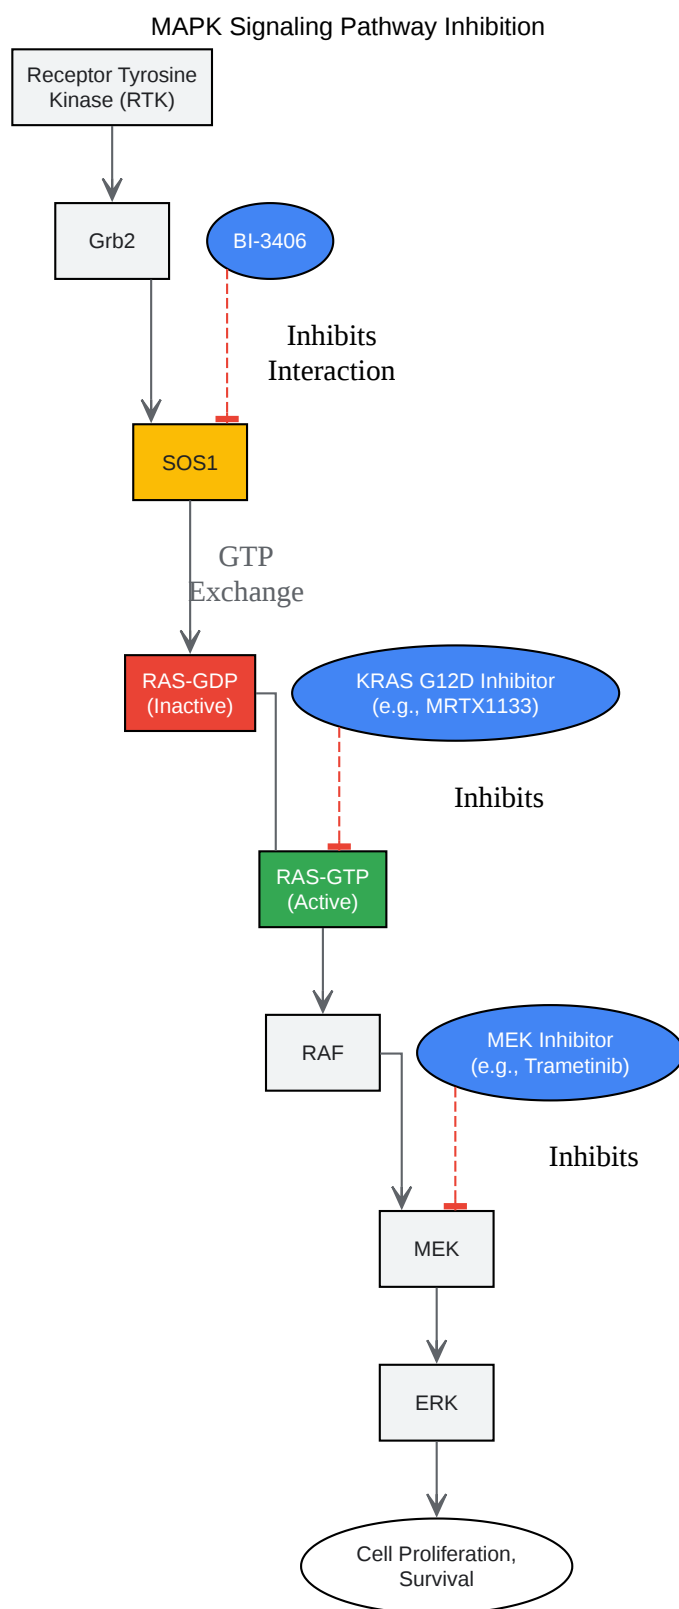 MAPK Signaling Pathway Inhibition
Receptor Tyrosine
Kinase (RTK)
Grb2
BI-3406
Inhibits
Interaction
SOS1
GTP
Exchange
RAS-GDP
(Inactive)
KRAS G12D Inhibitor
(e.g., MRTX1133)
Inhibits
RAS-GTP
(Active)
RAF
MEK Inhibitor
(e.g., Trametinib)
Inhibits
MEK
ERK
Cell Proliferation,
Survival